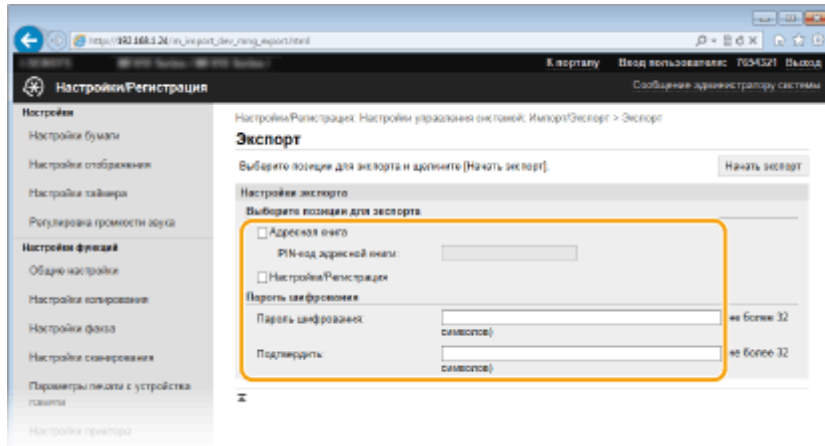 http://192.168.1.24/m_import_dev_mng_export.html
К порталу Вход пользователя: 7654321 Выход
Настройки/Регистрация
Сообщение администратору системы
Настройки
Настройки бумаги
Настройки отображения
Настройки таймера
Регулировка громкости звука
Настройки функций
Общие настройки
Настройки копирования
Настройки факса
Настройки сканирования
Параметры печати с устройства
памяти
Настройки принтера
Настройки/Регистрация: Настройки управления системой: Импорт/Экспорт > Экспорт
Экспорт
Выберите позиции для экспорта и щелкните [Начать экспорт].
Начать экспорт
Настройки экспорта
Выберите позиции для экспорта
Адресная книга
PIN-код адресной книги:
Настройки/Регистрация
Пароль шифрования
Пароль шифрования:
не более 32
символов)
Подтвердить:
не более 32
символов)